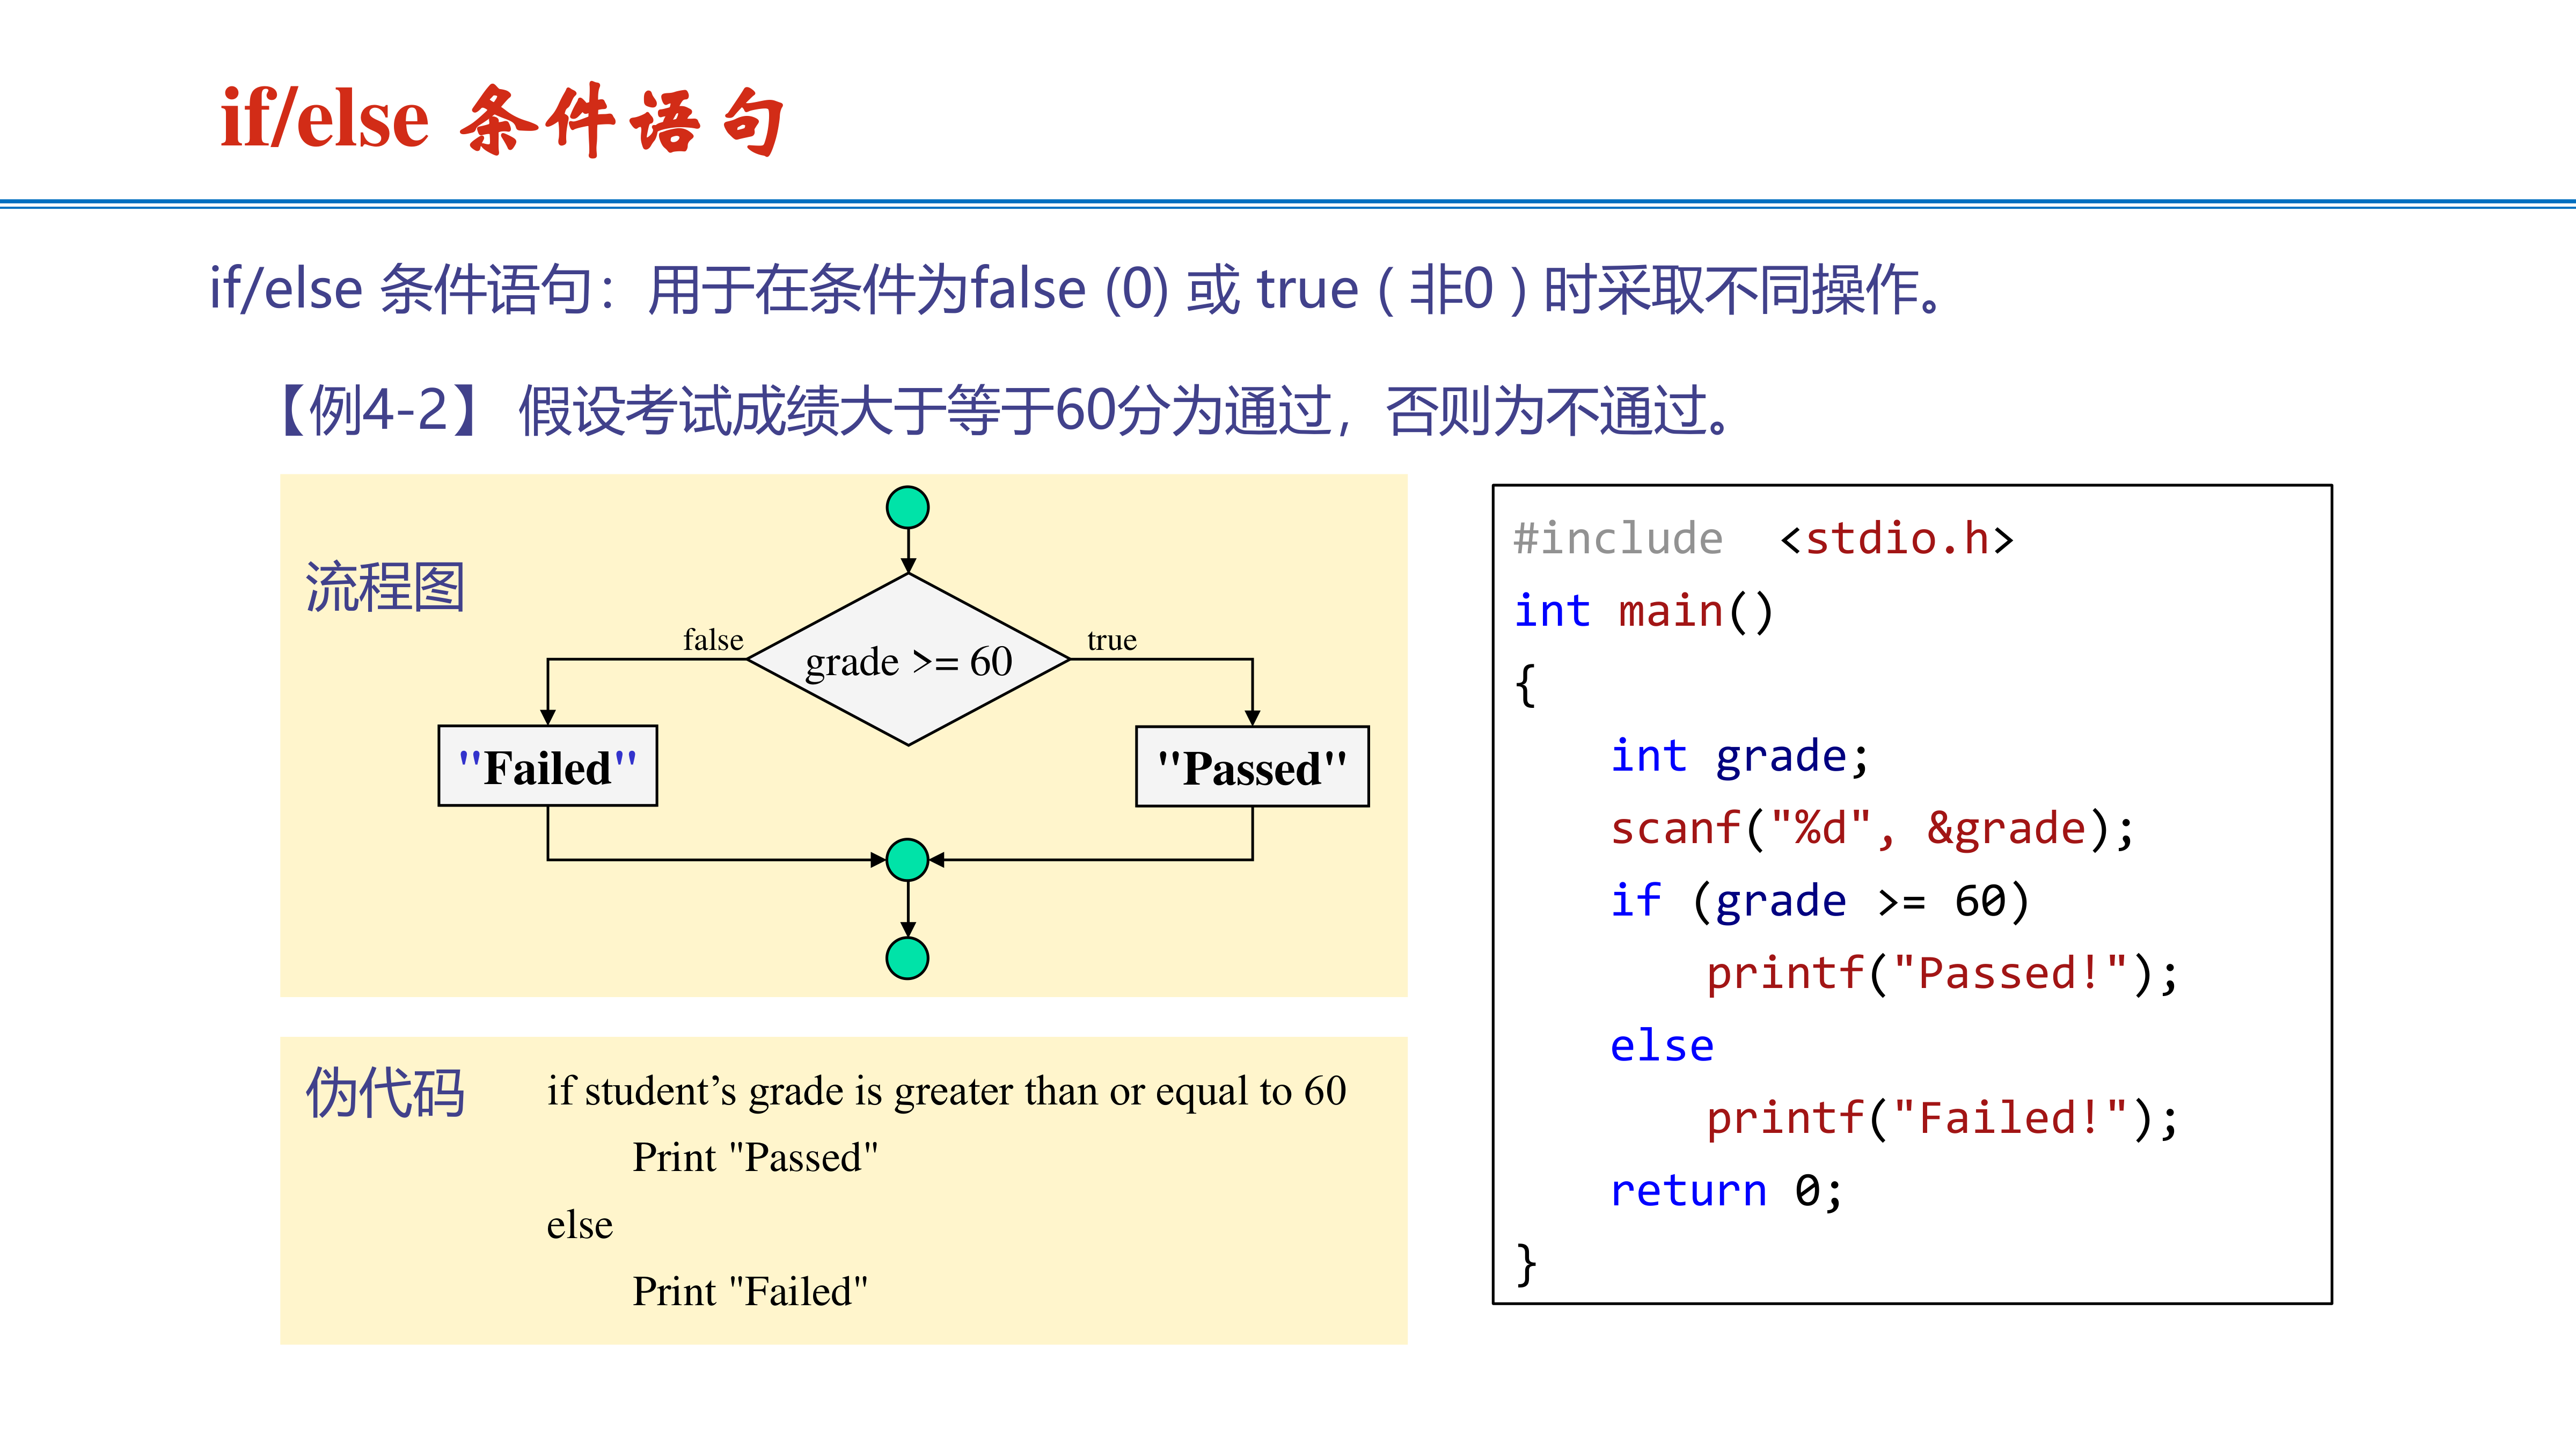 if/else 条件语句
if/else 条件语句：用于在条件为false (0) 或 true（非0）时采取不同操作。
【例4-2】 假设考试成绩大于等于60分为通过，否则为不通过。
流程图
false
grade >= 60
true
"Failed"
"Passed"
伪代码
if student’s grade is greater than or equal to 60
Print "Passed"
else
Print "Failed"
#include  <stdio.h>
int main()
{
    int grade;
    scanf("%d", &grade);
    if (grade >= 60)
        printf("Passed!");
    else
        printf("Failed!");
    return 0;
}